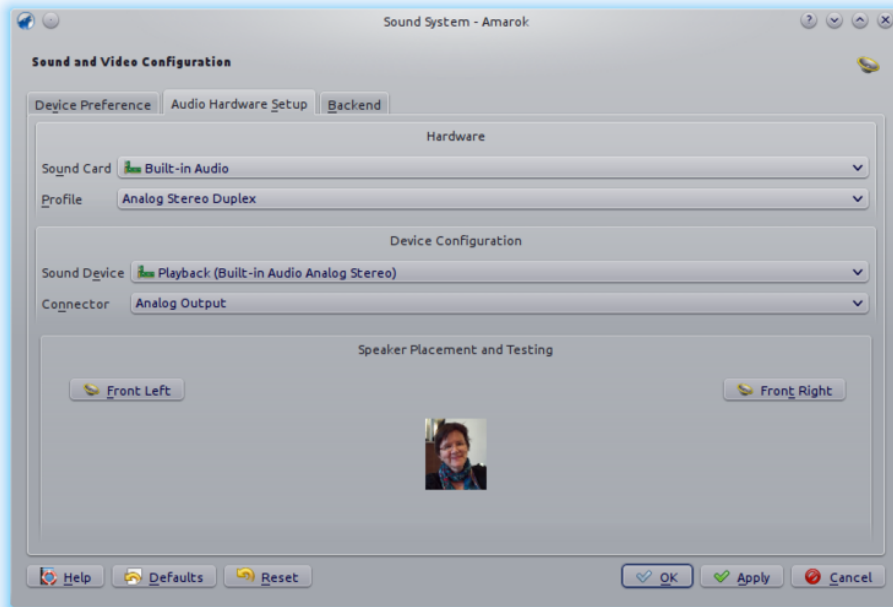 Sound System - Amarok
Sound and Video Configuration
Device Preference Audio Hardware Setup Backend
Hardware
Sound Card Built-in Audio
Profile Analog Stereo Duplex
Device Configuration
Sound Device Playback (Built-in Audio Analog Stereo)
Connector Analog Output
Speaker Placement and Testing
Front Left Front Right
Help Defaults Reset OK Apply Cancel